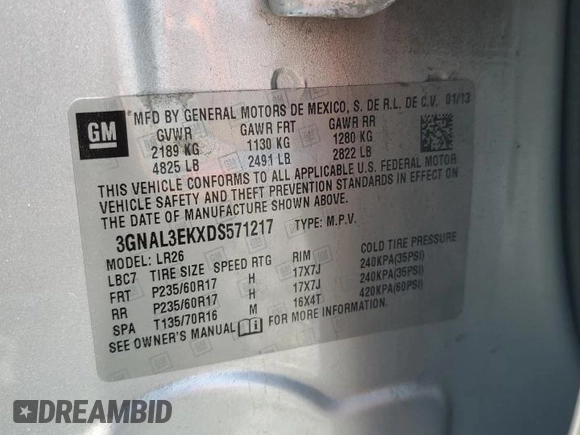 GM
*MFD BY GENERAL MOTORS DE MEXICO, S. DE R.L. DE C.V. 01/13
GVWR GAWR FRT GAWR RR
2189 KG 1130 KG 1280 KG
4825 LB 2491 LB 2822 LB
THIS VEHICLE CONFORMS TO ALL APPLICABLE U.S. FEDERAL MOTOR
VEHICLE SAFETY AND THEFT PREVENTION STANDARDS IN EFFECT ON
THE DATE OF MANUFACTURE SHOWN ABOVE.
3GNAL3EKXDS571217 TYPE: M.P.V.
MODEL: LR26
LBC7 TIRE SIZE SPEED RTG RIM COLD TIRE PRESSURE
FRT P235/60R17 H 17X7J 240KPA(35PSI)
RR P235/60R17 H 17X7J 240KPA(35PSI)
SPA T135/70R16 M 16X4T 420KPA(60PSI)
SEE OWNER'S MANUAL FOR MORE INFORMATION
DREAMBID